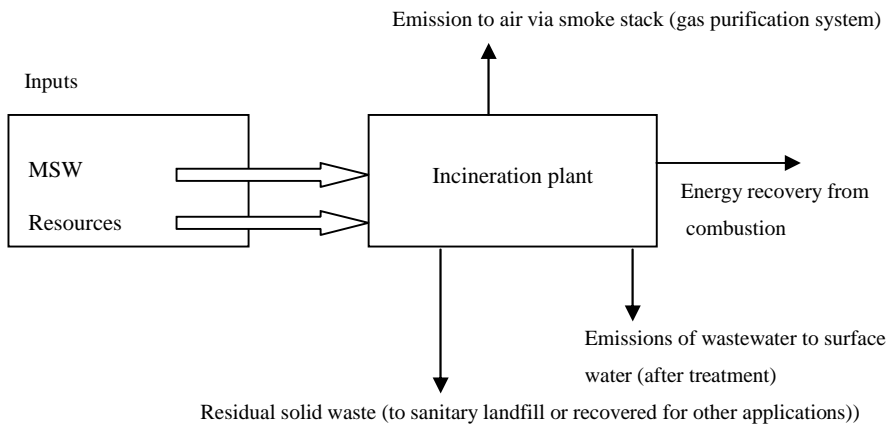 Emission to air via smoke stack (gas purification system)
Inputs
MSW
Resources
Incineration plant
Energy recovery from
combustion
Emissions of wastewater to surface
water (after treatment)
Residual solid waste (to sanitary landfill or recovered for other applications))